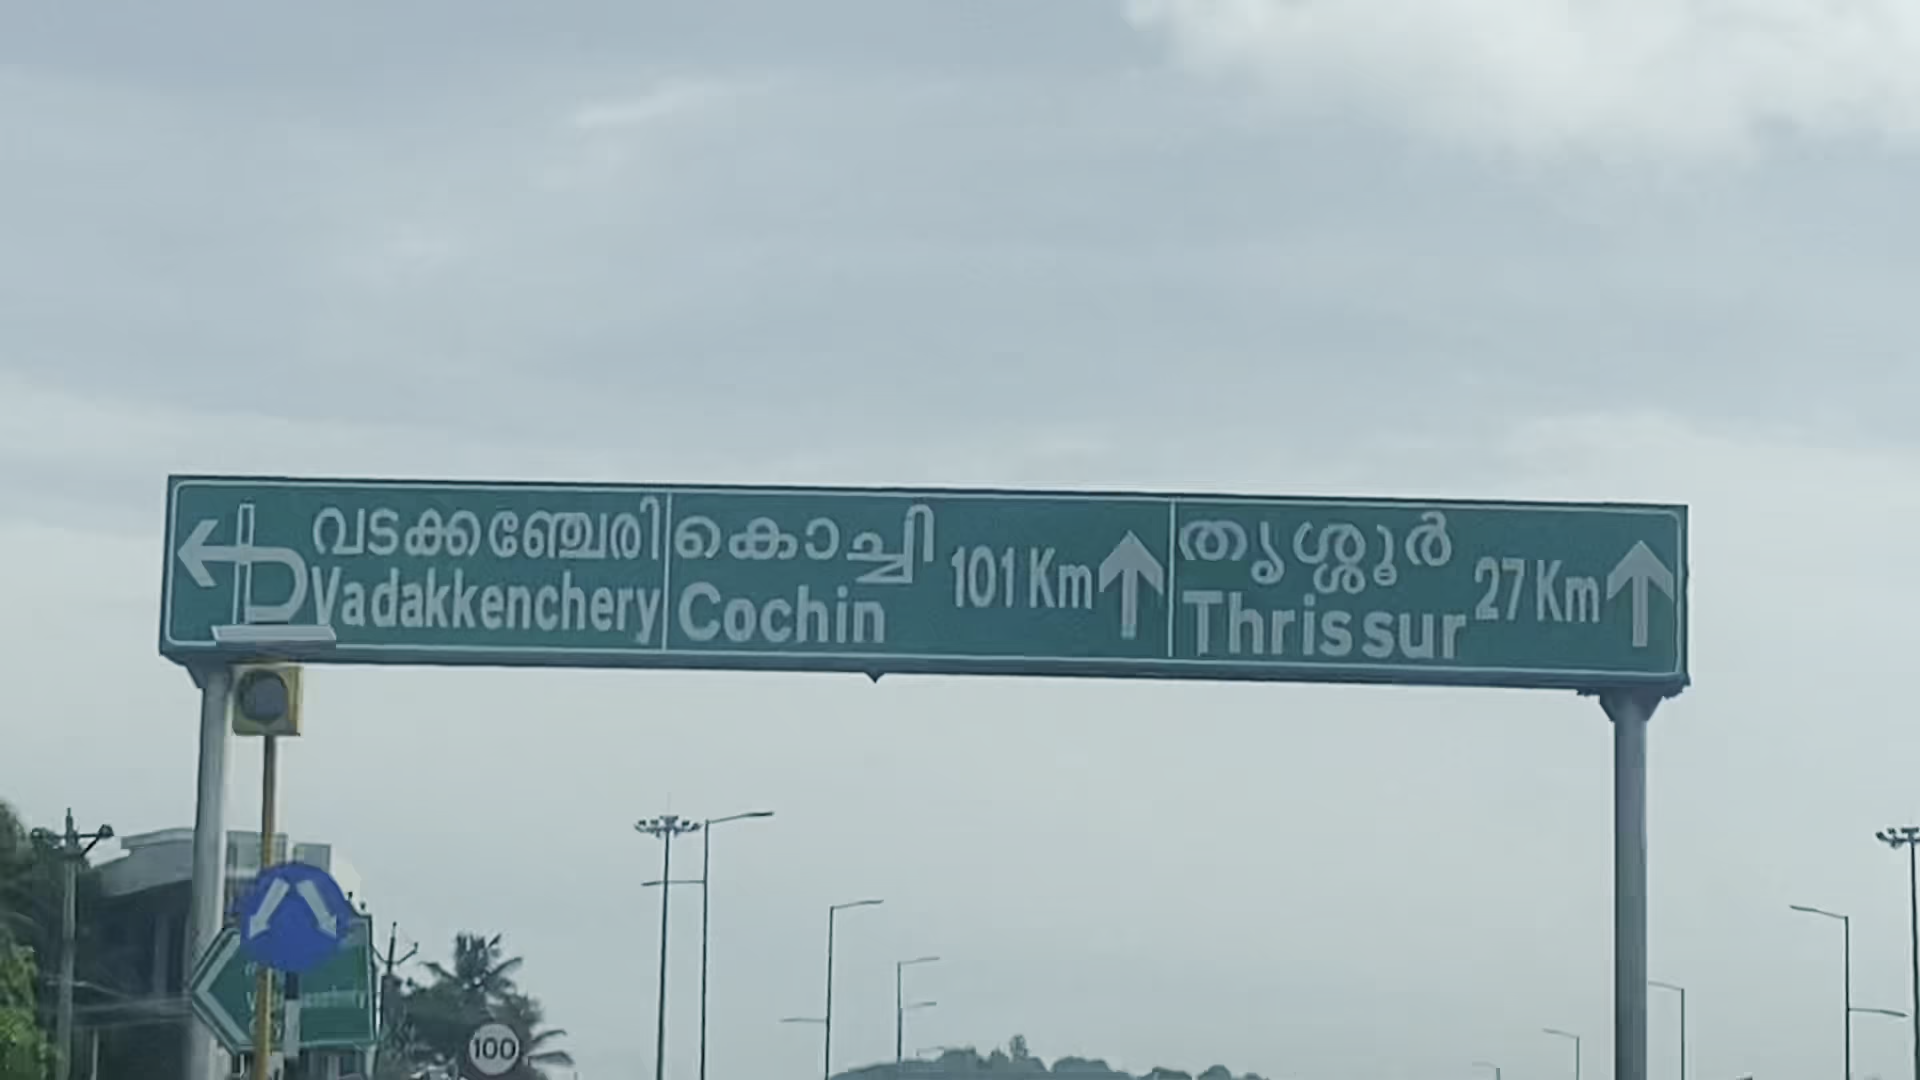 വടക്കഞ്ചേരി
Vadakkenchery
കൊച്ചി
Cochin
101 Km
തൃശ്ശൂർ
Thrissur
27 Km
100